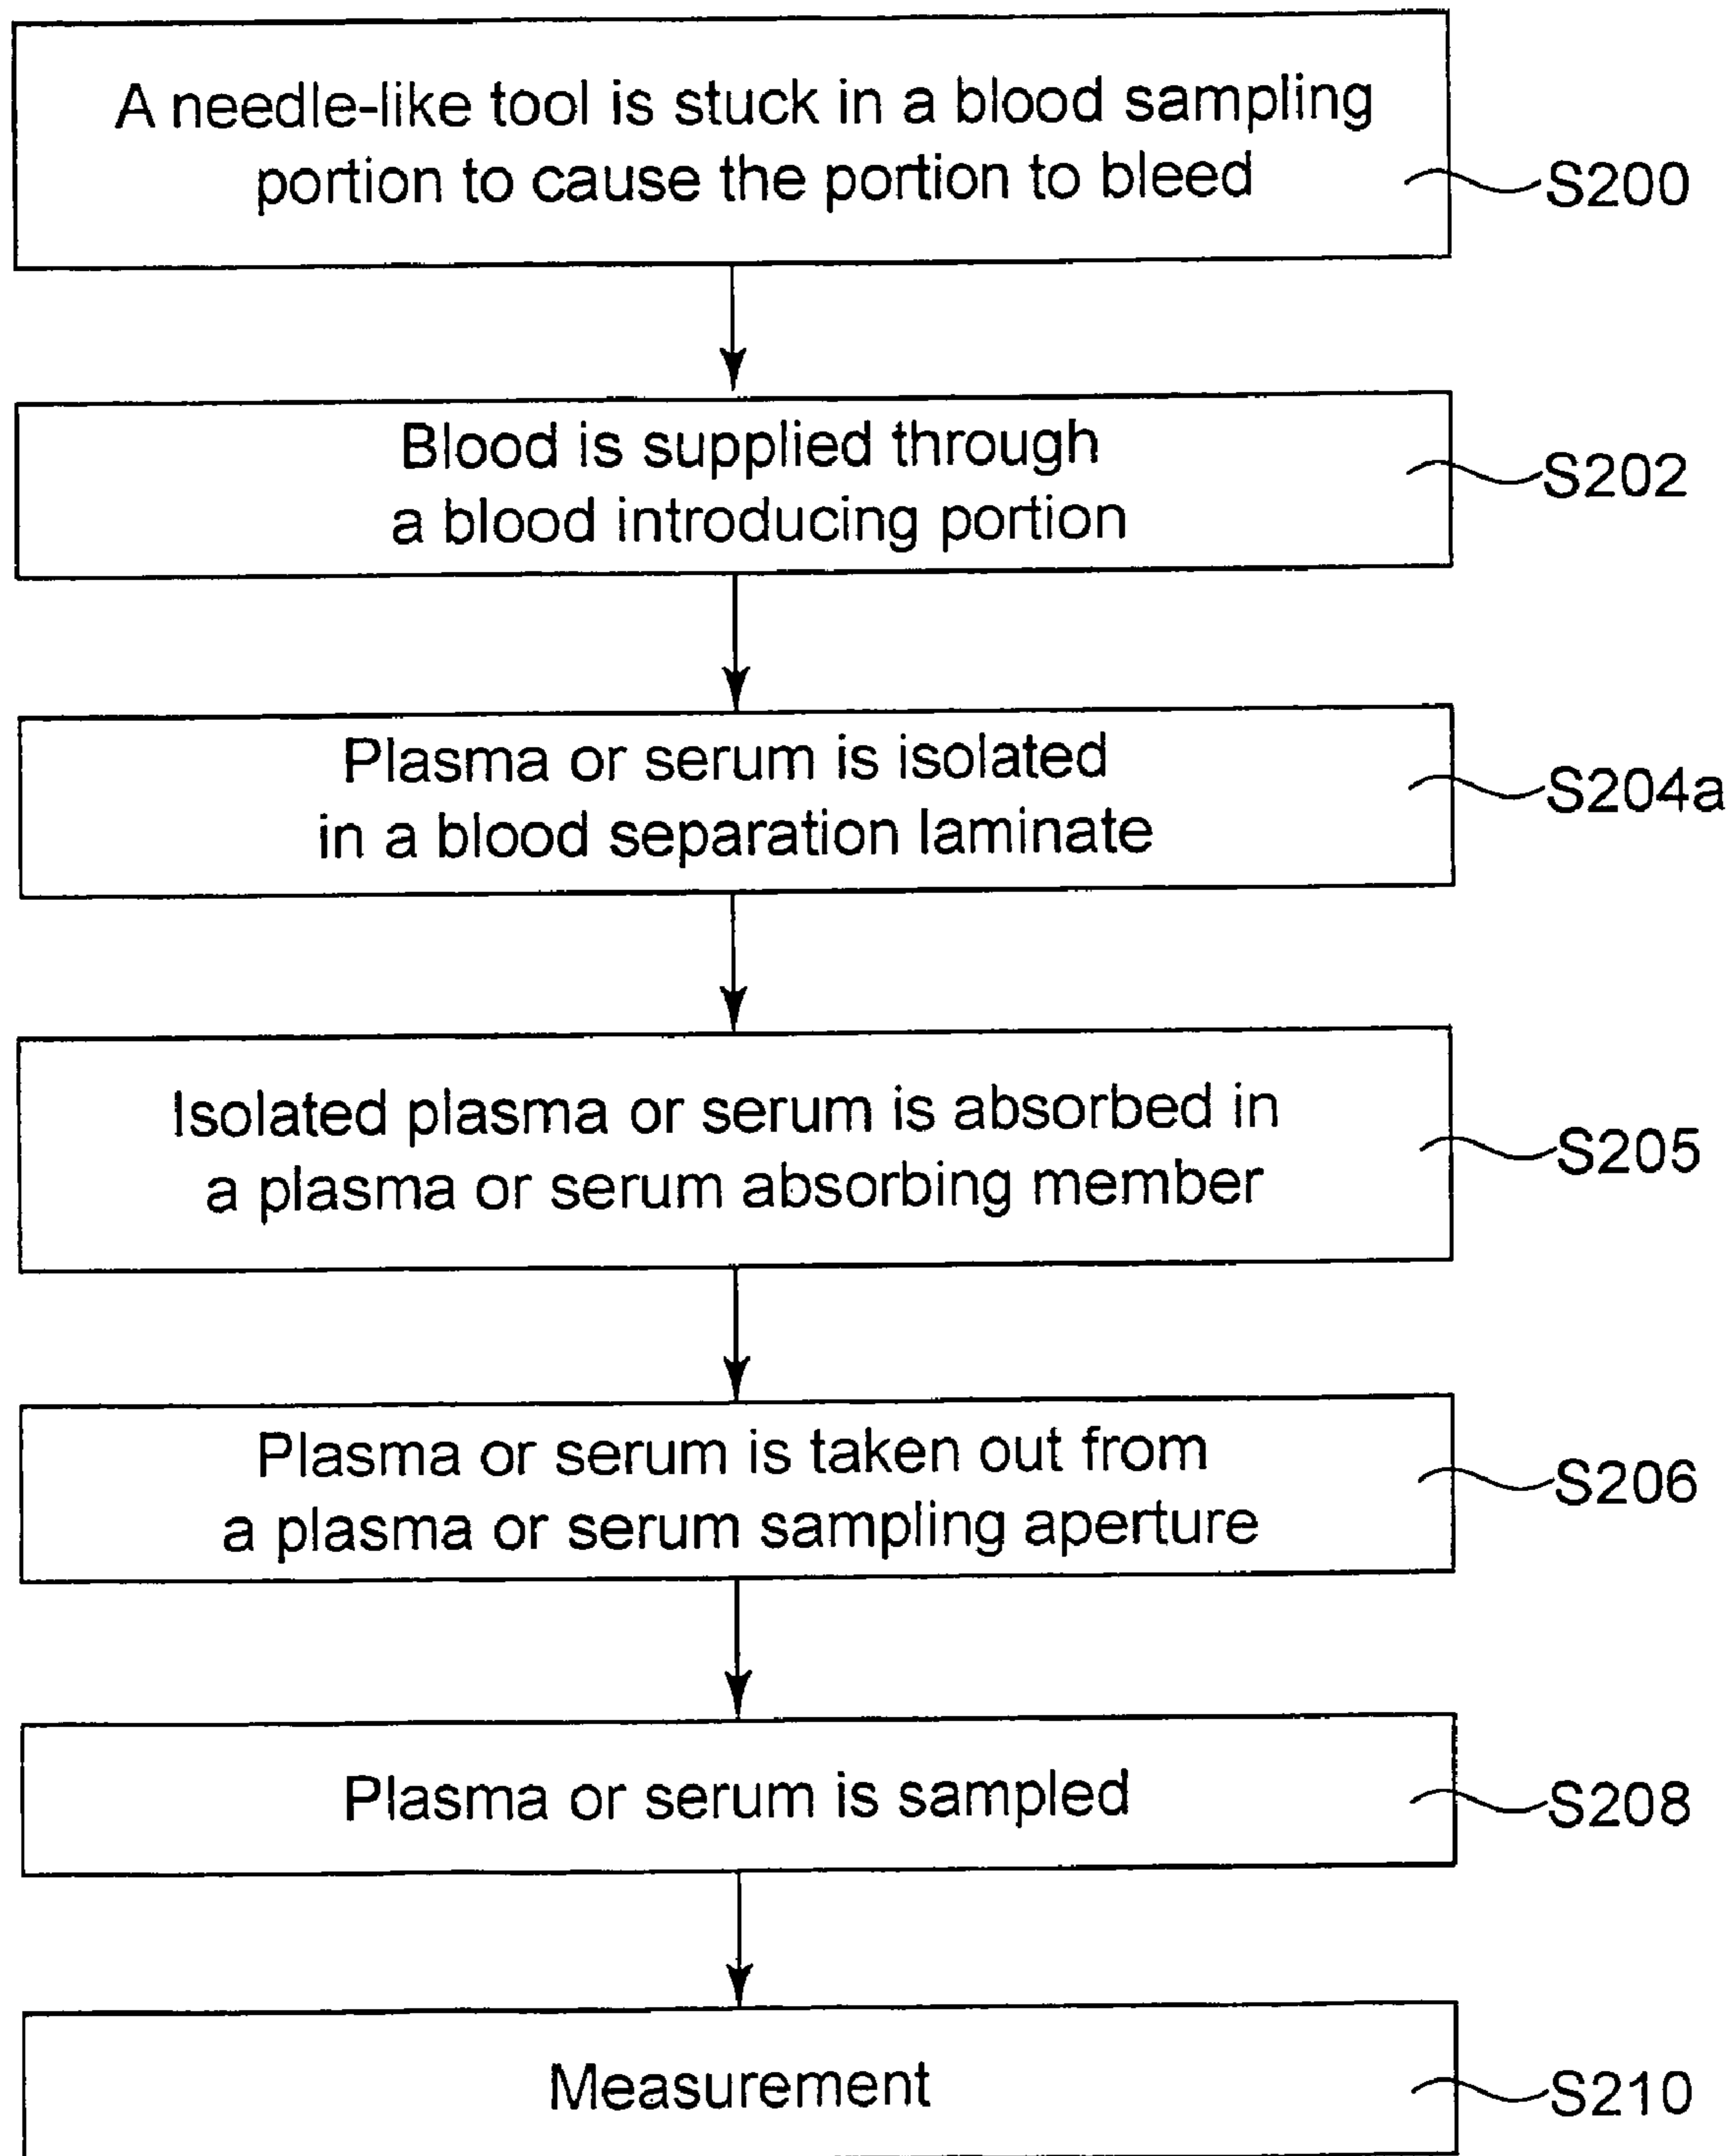 A needle-like tool is stuck in a blood sampling
portion to cause the portion to bleed
S200
Blood is supplied through
a blood introducing portion
S202
Plasma or serum is isolated
in a blood separation laminate
S204a
Isolated plasma or serum is absorbed in
a plasma or serum absorbing member
S205
Plasma or serum is taken out from
a plasma or serum sampling aperture
S206
Plasma or serum is sampled
S208
Measurement
S210